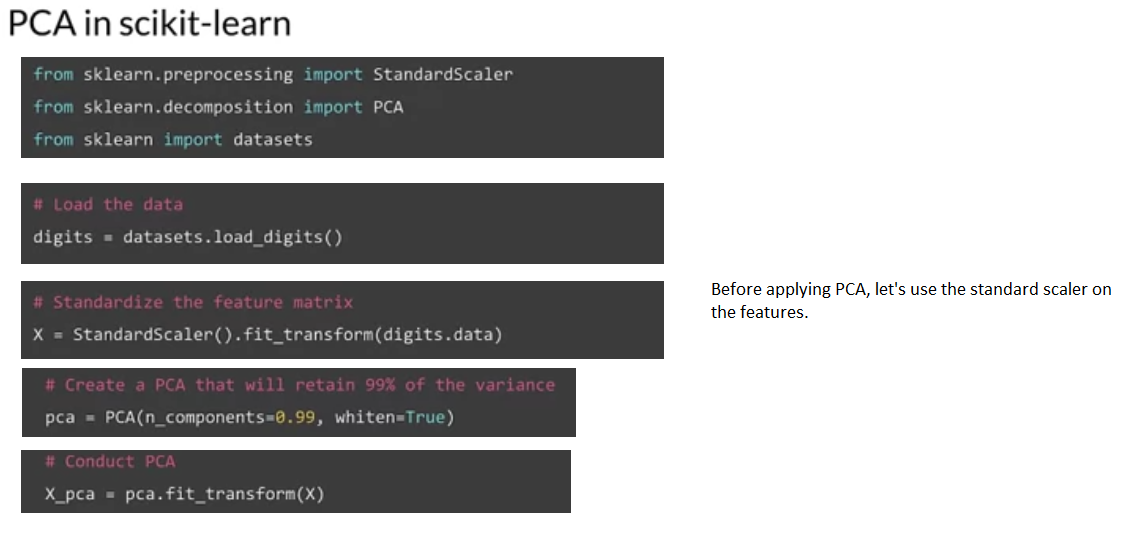 PCA in scikit-learn
from sklearn.preprocessing import StandardScaler
from sklearn.decomposition import PCA
from sklearn import datasets
# Load the data
digits = datasets.load_digits()
# Standardize the feature matrix
X = StandardScaler().fit_transform(digits.data)
Before applying PCA, let's use the standard scaler on
the features.
# Create a PCA that will retain 99% of the variance
pca = PCA(n_components=0.99, whiten=True)
# Conduct PCA
X_pca = pca.fit_transform(X)